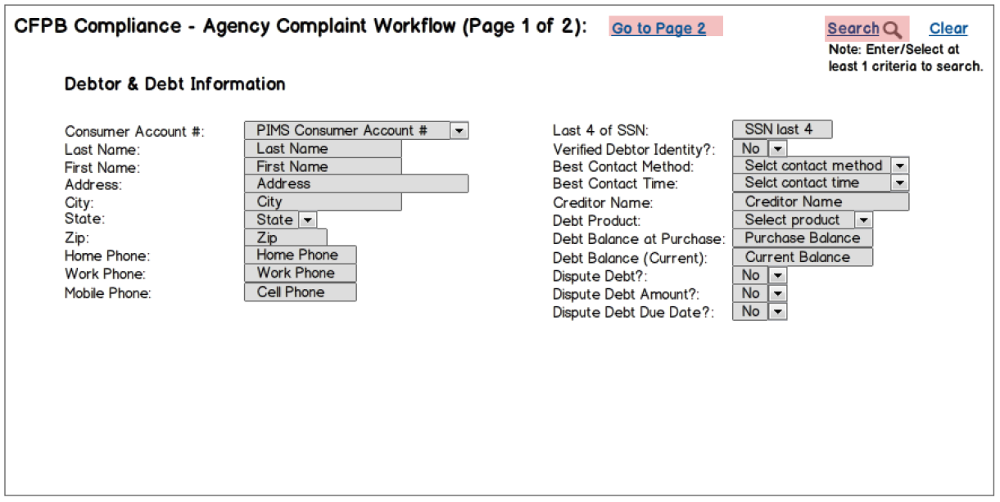 CFPB Compliance - Agency Complaint Workflow (Page 1 of 2): Go to Page 2 Search Clear
Note: Enter/Select at
least 1 criteria to search.
Debtor & Debt Information
Consumer Account #: PIMS Consumer Account #
Last Name: Last Name
First Name: First Name
Address: Address
City: City
State: State
Zip: Zip
Home Phone: Home Phone
Work Phone: Work Phone
Mobile Phone: Cell Phone
Last 4 of SSN: SSN last 4
Verified Debtor Identity?: No
Best Contact Method: Selct contact method
Best Contact Time: Selct contact time
Creditor Name: Creditor Name
Debt Product: Select product
Debt Balance at Purchase: Purchase Balance
Debt Balance (Current): Current Balance
Dispute Debt?: No
Dispute Debt Amount?: No
Dispute Debt Due Date?: No